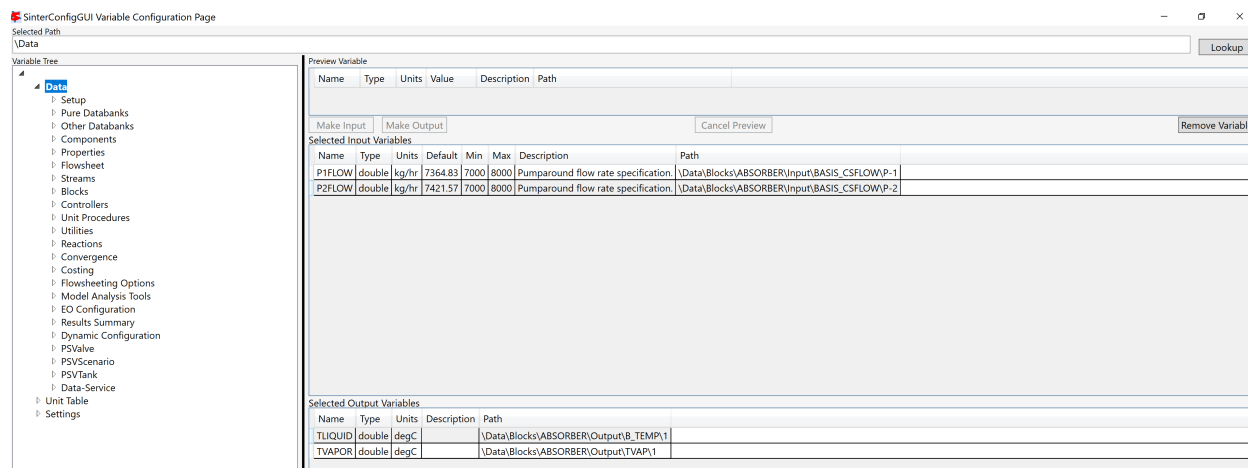 SinterConfigGUI Variable Configuration Page
Selected Path
\Data
Lookup
Variable Tree
Data
Setup
Pure Databanks
Other Databanks
Components
Properties
Flowsheet
Streams
Blocks
Controllers
Unit Procedures
Utilities
Reactions
Convergence
Costing
Flowsheeting Options
Model Analysis Tools
EO Configuration
Results Summary
Dynamic Configuration
PSValve
PSVScenario
PSVTank
Data-Service
Unit Table
Settings
Preview Variable
Name Type Units Value Description Path
Make Input Make Output Cancel Preview Remove Variabl
Selected Input Variables
Name Type Units Default Min Max Description Path
P1FLOW double kg/hr 7364.83 7000 8000 Pumparound flow rate specification. \Data\Blocks\ABSORBER\Input\BASIS_CSFLOW\P-1
P2FLOW double kg/hr 7421.57 7000 8000 Pumparound flow rate specification. \Data\Blocks\ABSORBER\Input\BASIS_CSFLOW\P-2
Selected Output Variables
Name Type Units Description Path
TLIQUID double degC \Data\Blocks\ABSORBER\Output\B_TEMP\1
TVAPOR double degC \Data\Blocks\ABSORBER\Output\TVAP\1